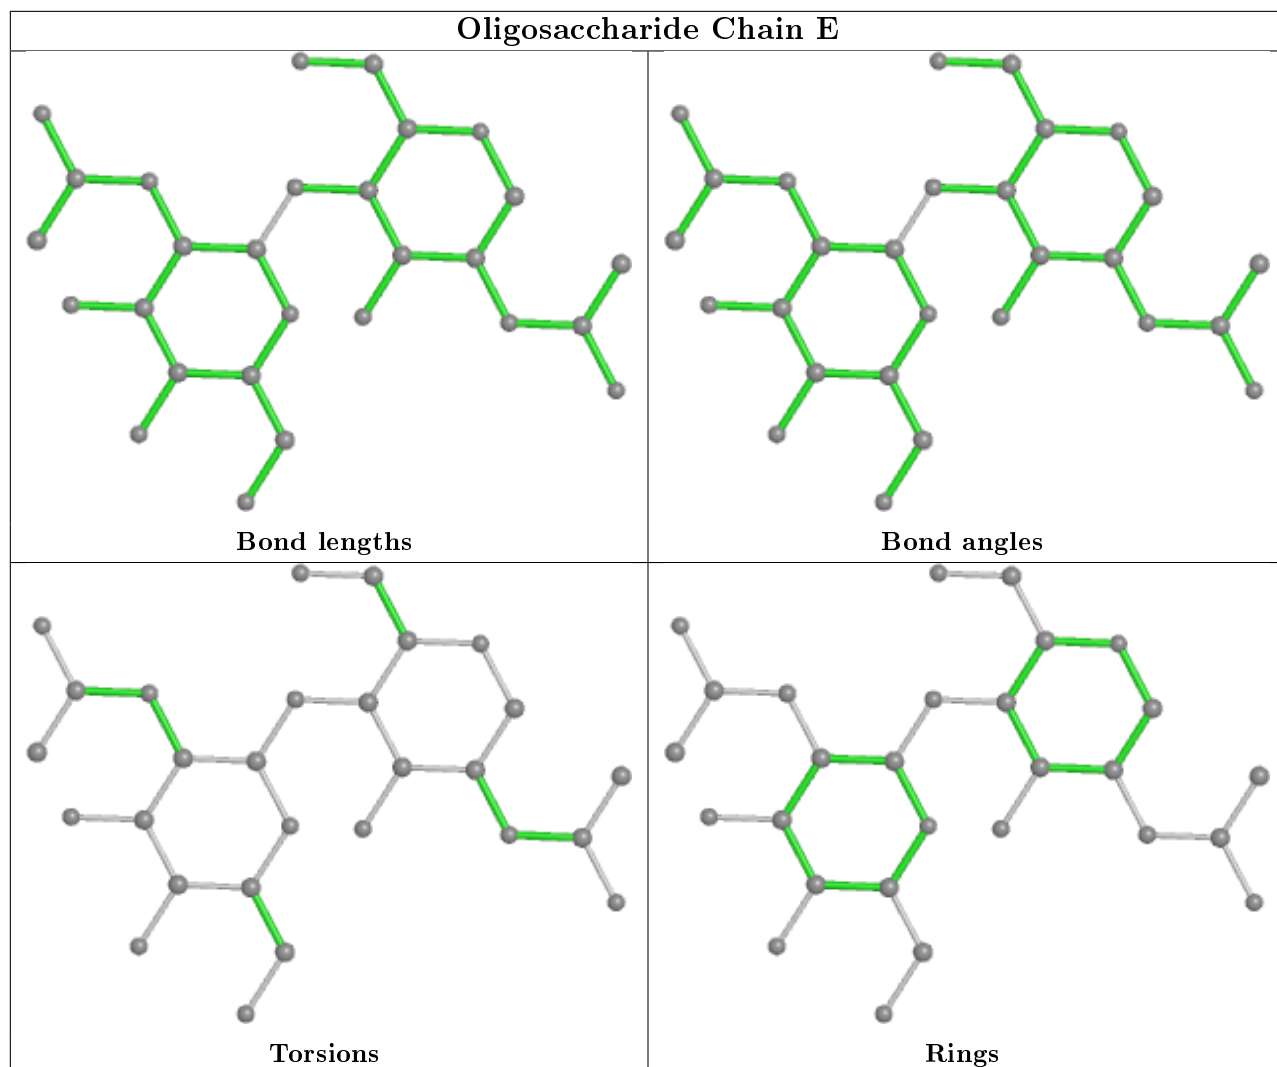 Oligosaccharide Chain E
Bond lengths
Bond angles
Torsions
Rings